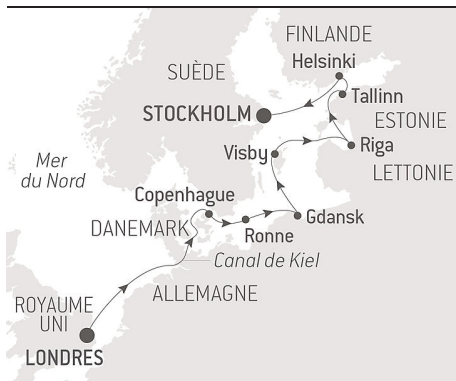 FINLANDE
Helsinki
SUÈDE
Tallinn
STOCKHOLM
ESTONIE
Visby
Riga
Mer
du Nord
LETTONIE
Copenhague
Gdansk
DANEMARK
Ronne
Canal de Kiel
ALLEMAGNE
ROYAUME
UNI
LONDRES